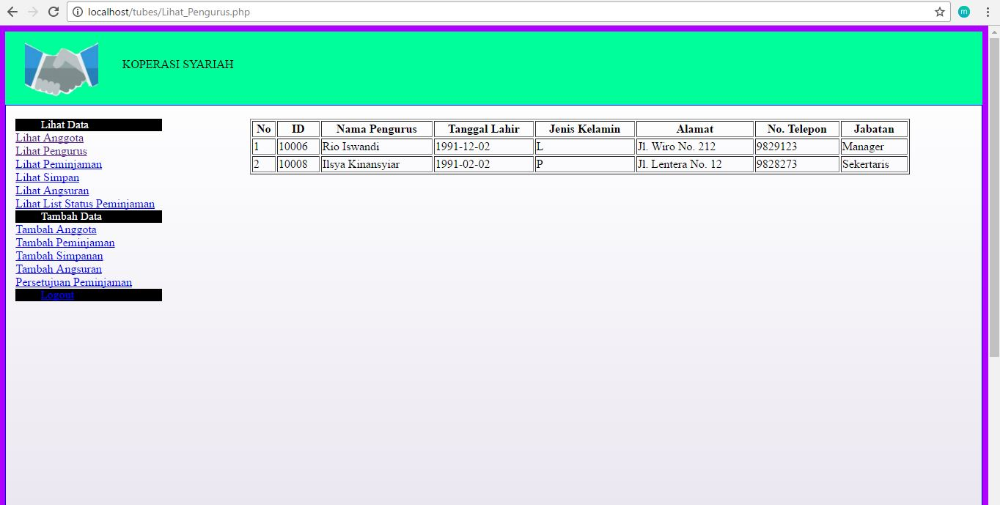 localhost/tubes/Lihat_Pengurus.php
m
KOPERASI SYARIAH
Lihat Data
Lihat Anggota
Lihat Pengurus
Lihat Peminjaman
Lihat Simpan
Lihat Angsuran
Lihat List Status Peminjaman
Tambah Data
Tambah Anggota
Tambah Peminjaman
Tambah Simpanan
Tambah Angsuran
Persetujuan Peminjaman
Logout
No ID Nama Pengurus Tanggal Lahir Jenis Kelamin Alamat No. Telepon Jabatan
1 10006 Rio Iswandi 1991-12-02 L Jl. Wiro No. 212 9829123 Manager
2 10008 Ilsya Kinansyiar 1991-02-02 P Jl. Lentera No. 12 9828273 Sekertaris